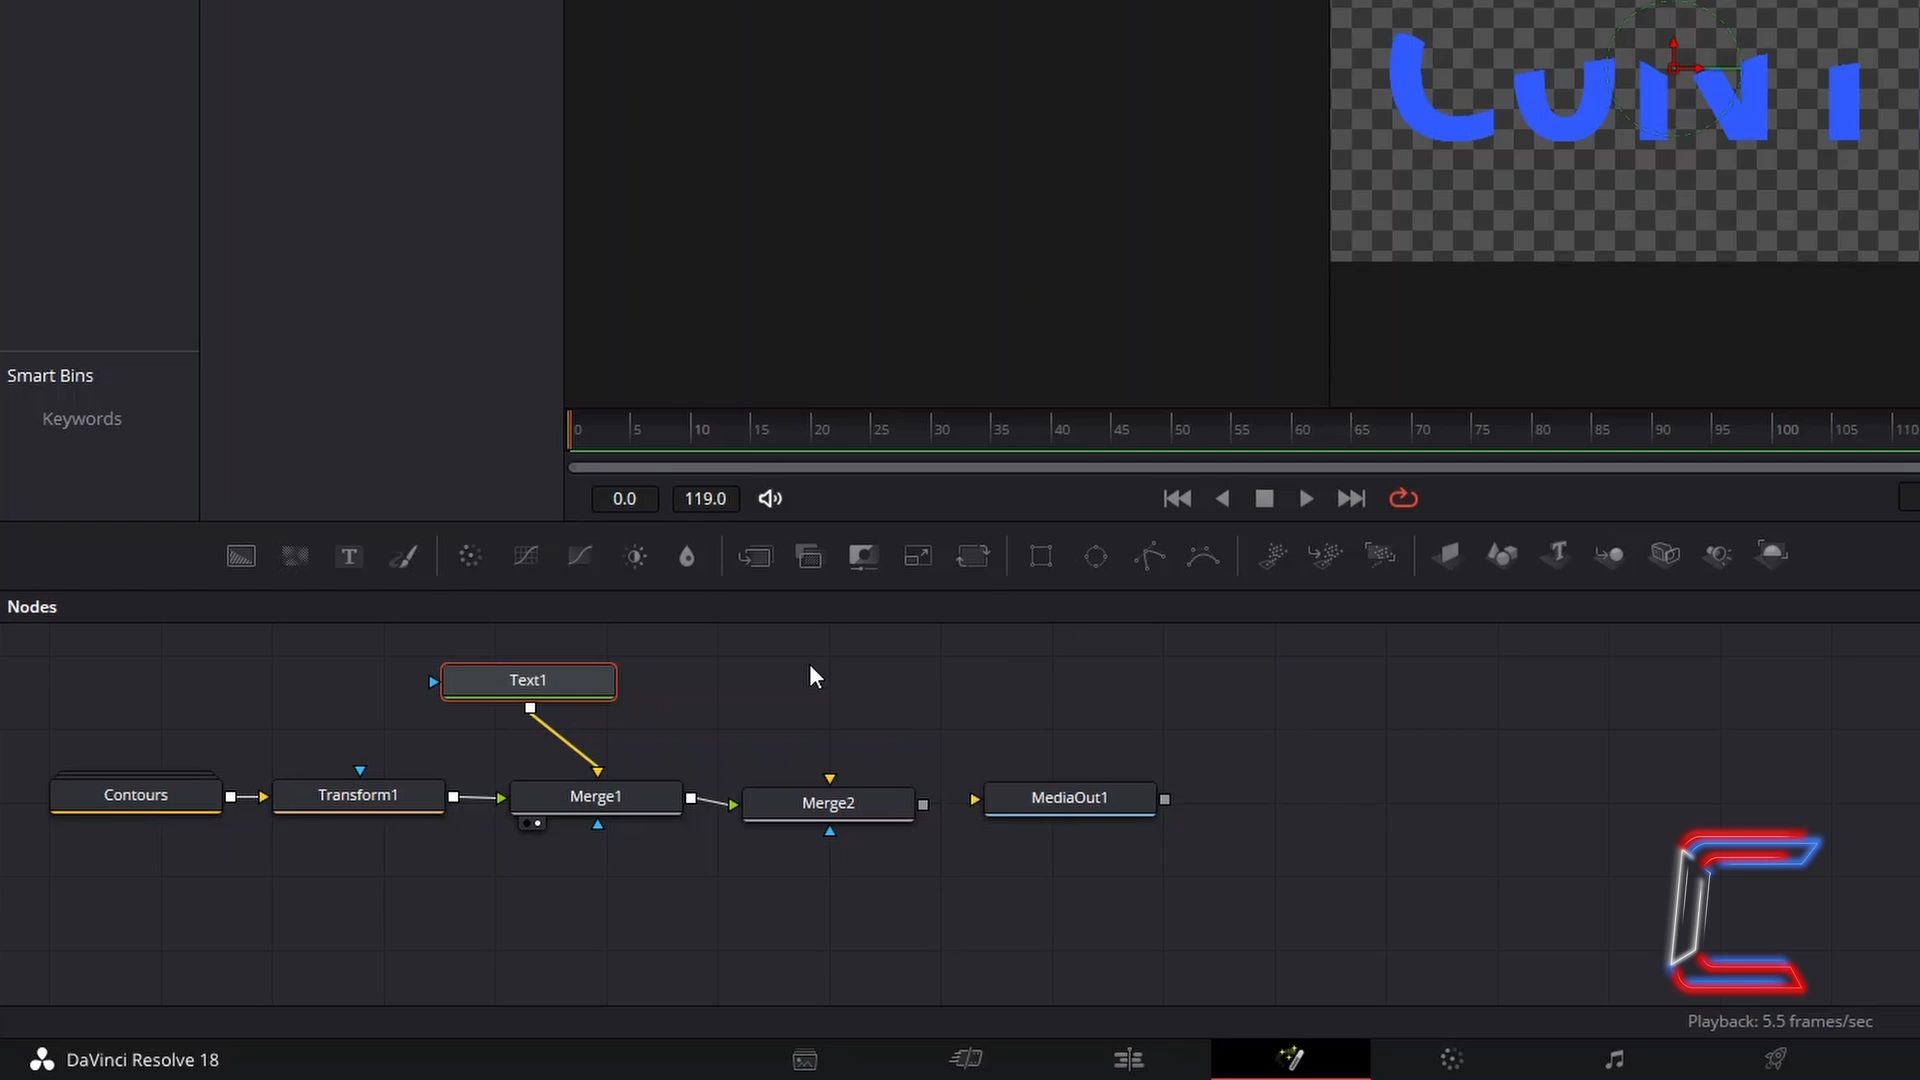 Smart Bins
Keywords
0 5 10 15 20 25 30 35 40 45 50 55 60 65 70 75 80 85 90 95 100 105 110
0.0 119.0
T
Nodes
Text1
Contours Transform1 Merge1 Merge2 MediaOut1
Playback: 5.5 frames/sec
DaVinci Resolve 18